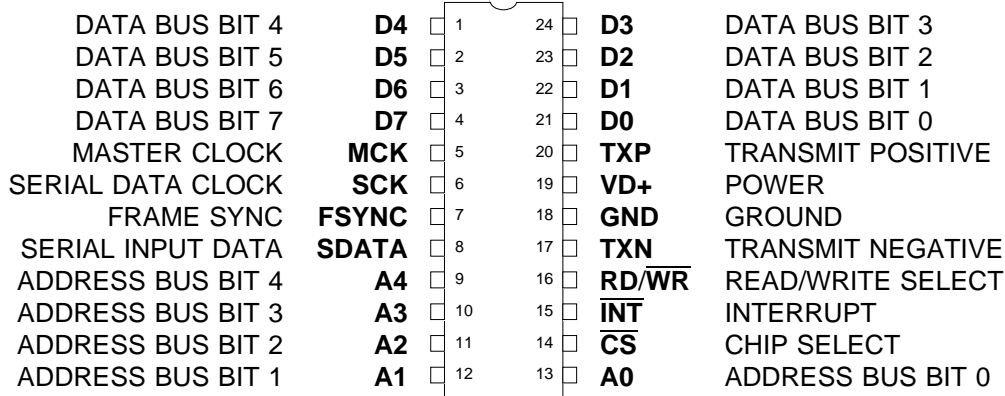 DATA BUS BIT 4 D4 1 24 D3 DATA BUS BIT 3
DATA BUS BIT 5 D5 2 23 D2 DATA BUS BIT 2
DATA BUS BIT 6 D6 3 22 D1 DATA BUS BIT 1
DATA BUS BIT 7 D7 4 21 D0 DATA BUS BIT 0
MASTER CLOCK MCK 5 20 TXP TRANSMIT POSITIVE
SERIAL DATA CLOCK SCK 6 19 VD+ POWER
FRAME SYNC FSYNC 7 18 GND GROUND
SERIAL INPUT DATA SDATA 8 17 TXN TRANSMIT NEGATIVE
ADDRESS BUS BIT 4 A4 9 16 RD/W̅R̅ READ/WRITE SELECT
ADDRESS BUS BIT 3 A3 10 15 I̅N̅T̅ INTERRUPT
ADDRESS BUS BIT 2 A2 11 14 C̅S̅ CHIP SELECT
ADDRESS BUS BIT 1 A1 12 13 A0 ADDRESS BUS BIT 0